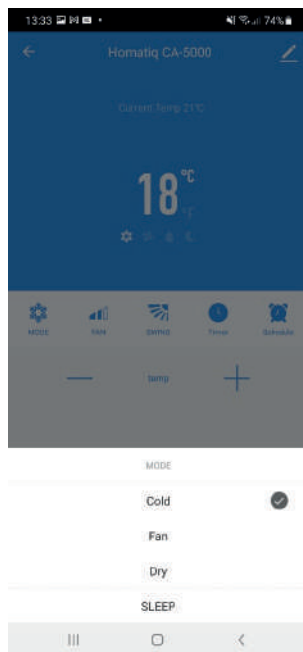 13:33 74%
Homatiq CA-5000
Current Temp 21°C
18 °C
°F
MODE FAN SWING Timer Schedule
temp
MODE
Cold
Fan
Dry
SLEEP